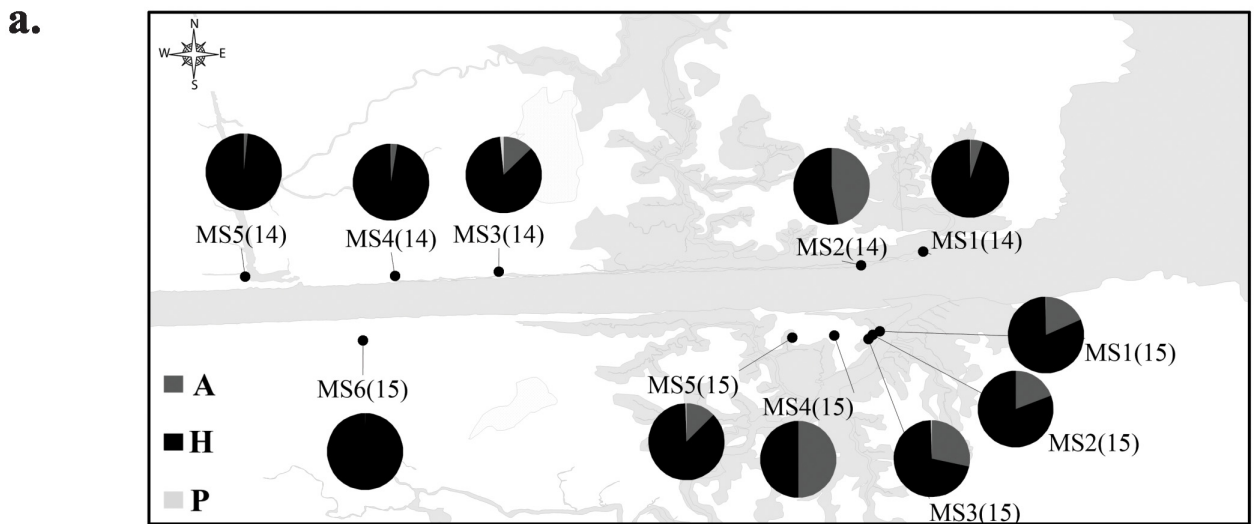 a.
N
W E
S
MS5(14)
MS4(14)
MS3(14)
MS2(14)
MS1(14)
MS1(15)
MS2(15)
MS3(15)
MS4(15)
MS5(15)
MS6(15)
A
H
P